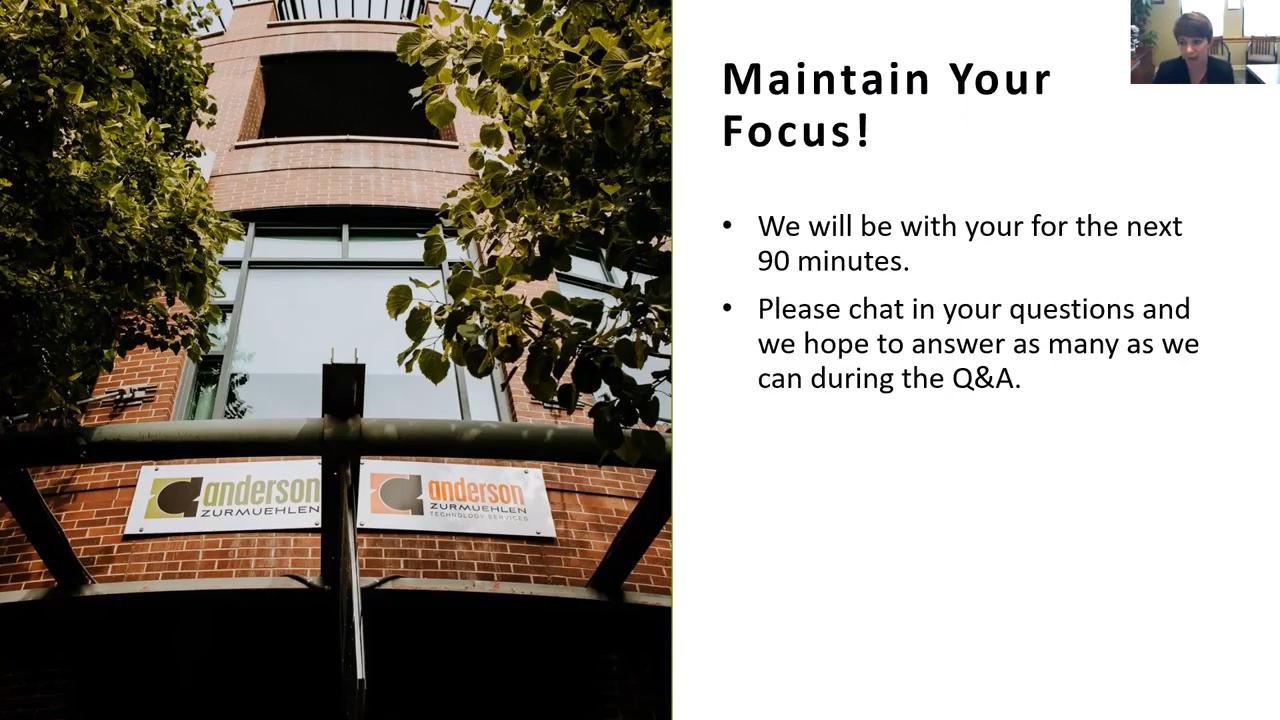 Maintain Your
Focus!
• We will be with your for the next
90 minutes.
• Please chat in your questions and
we hope to answer as many as we
can during the Q&A.
anderson
ZURMUEHLEN
anderson
ZURMUEHLEN
TECHNOLOGY SERVICES